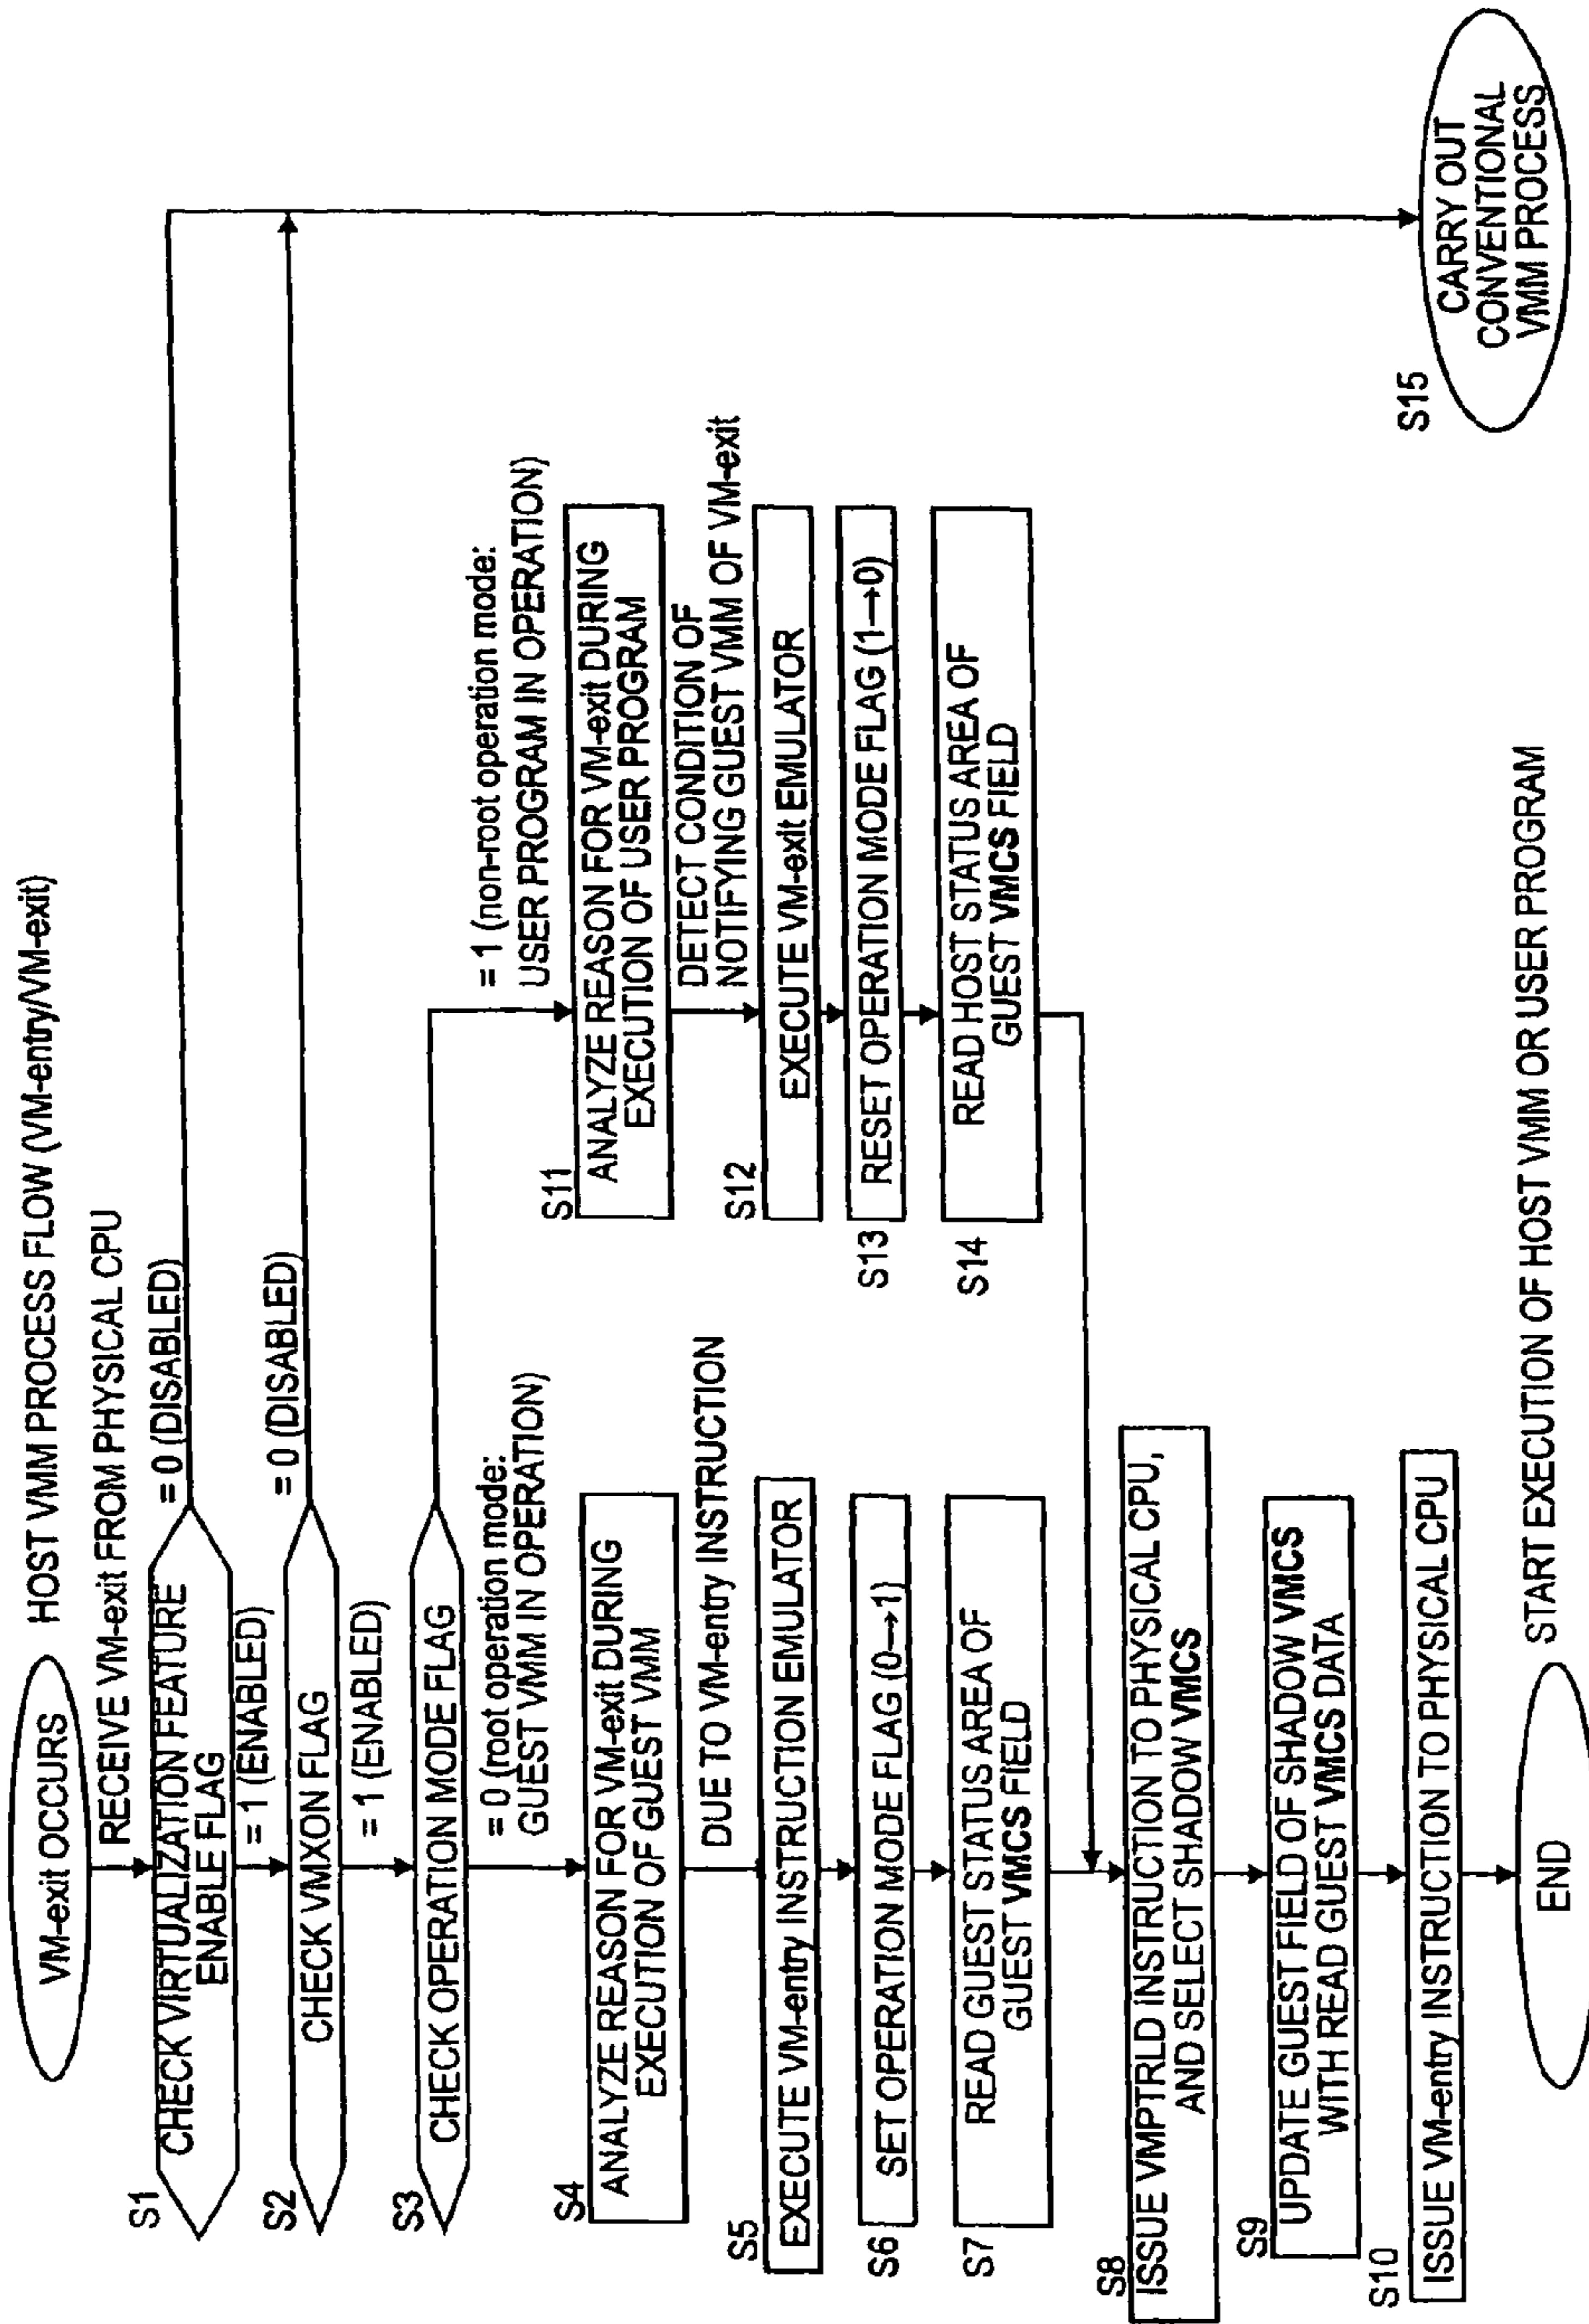 VM-exit OCCURS
HOST VMM PROCESS FLOW (VM-entry/VM-exit)
RECEIVE VM-exit FROM PHYSICAL CPU
S1
CHECK VIRTUALIZATION FEATURE
ENABLE FLAG
= 0 (DISABLED)
= 1 (ENABLED)
S2
CHECK VMXON FLAG
= 0 (DISABLED)
= 1 (ENABLED)
S3
CHECK OPERATION MODE FLAG
= 0 (root operation mode:
GUEST VMM IN OPERATION)
= 1 (non-root operation mode:
USER PROGRAM IN OPERATION)
S4
ANALYZE REASON FOR VM-exit DURING
EXECUTION OF GUEST VMM
DUE TO VM-entry INSTRUCTION
S5
EXECUTE VM-entry INSTRUCTION EMULATOR
S6
SET OPERATION MODE FLAG (0→1)
S7
READ GUEST STATUS AREA OF
GUEST VMCS FIELD
S11
ANALYZE REASON FOR VM-exit DURING
EXECUTION OF USER PROGRAM
DETECT CONDITION OF
NOTIFYING GUEST VMM OF VM-exit
S12
EXECUTE VM-exit EMULATOR
S13
RESET OPERATION MODE FLAG (1→0)
S14
READ HOST STATUS AREA OF
GUEST VMCS FIELD
S8
ISSUE VMPTRLD INSTRUCTION TO PHYSICAL CPU,
AND SELECT SHADOW VMCS
S9
UPDATE GUEST FIELD OF SHADOW VMCS
WITH READ GUEST VMCS DATA
S10
ISSUE VM-entry INSTRUCTION TO PHYSICAL CPU
END
START EXECUTION OF HOST VMM OR USER PROGRAM
S15
CARRY OUT
CONVENTIONAL
VMM PROCESS